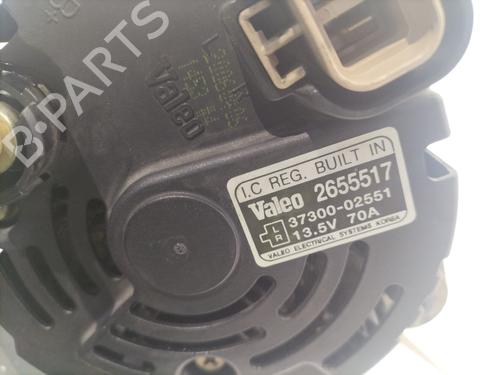 B+
Valeo
I.C REG. BUILT IN
Valeo 2655517
L R 37300-02551
13.5V 70A
VALEO ELECTRICAL SYSTEMS KOREA
B-PARTS